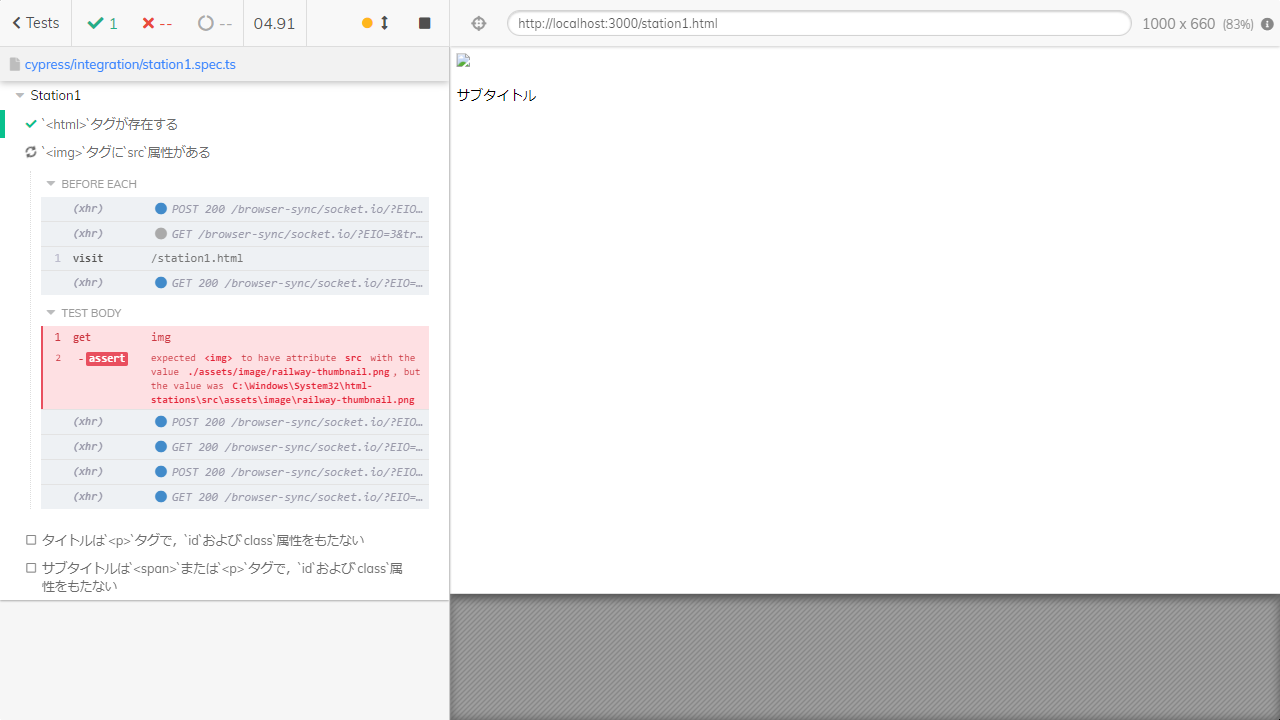 Tests
1
--
--
04.91
http://localhost:3000/station1.html
1000 x 660 (83%)
cypress/integration/station1.spec.ts
Station1
`<html>`タグが存在する
`<img>`タグに`src`属性がある
BEFORE EACH
(xhr) POST 200 /browser-sync/socket.io/?EIO…
(xhr) GET /browser-sync/socket.io/?EIO=3&tr…
1 visit /station1.html
(xhr) GET 200 /browser-sync/socket.io/?EIO=…
TEST BODY
1 get img
2 -assert expected <img> to have attribute src with the
value ./assets/image/railway-thumbnail.png, but
the value was C:\Windows\System32\html-
stations\src\assets\image\railway-thumbnail.png
(xhr) POST 200 /browser-sync/socket.io/?EIO…
(xhr) GET 200 /browser-sync/socket.io/?EIO=…
(xhr) POST 200 /browser-sync/socket.io/?EIO…
(xhr) GET 200 /browser-sync/socket.io/?EIO=…
タイトルは`<p>`タグで，`id`および`class`属性をもたない
サブタイトルは`<span>`または`<p>`タグで，`id`および`class`属
性をもたない
サブタイトル